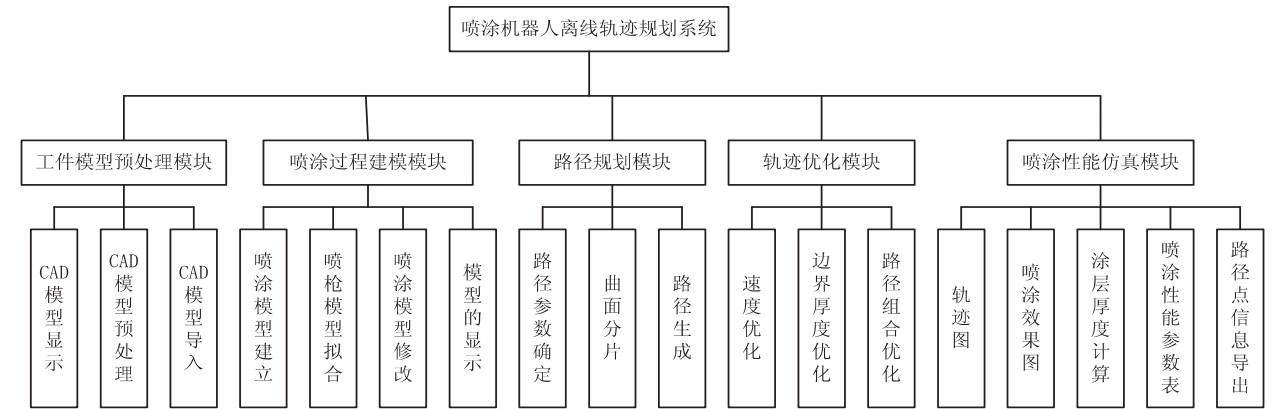 喷涂机器人离线轨迹规划系统
工件模型预处理模块
喷涂过程建模模块
路径规划模块
轨迹优化模块
喷涂性能仿真模块
CAD模型显示
CAD模型预处理
CAD模型导入
喷涂模型建立
喷枪模型拟合
喷涂模型修改
模型的显示
路径参数确定
曲面分片
路径生成
速度优化
边界厚度优化
路径组合优化
轨迹图
喷涂效果图
涂层厚度计算
喷涂性能参数表
路径点信息导出